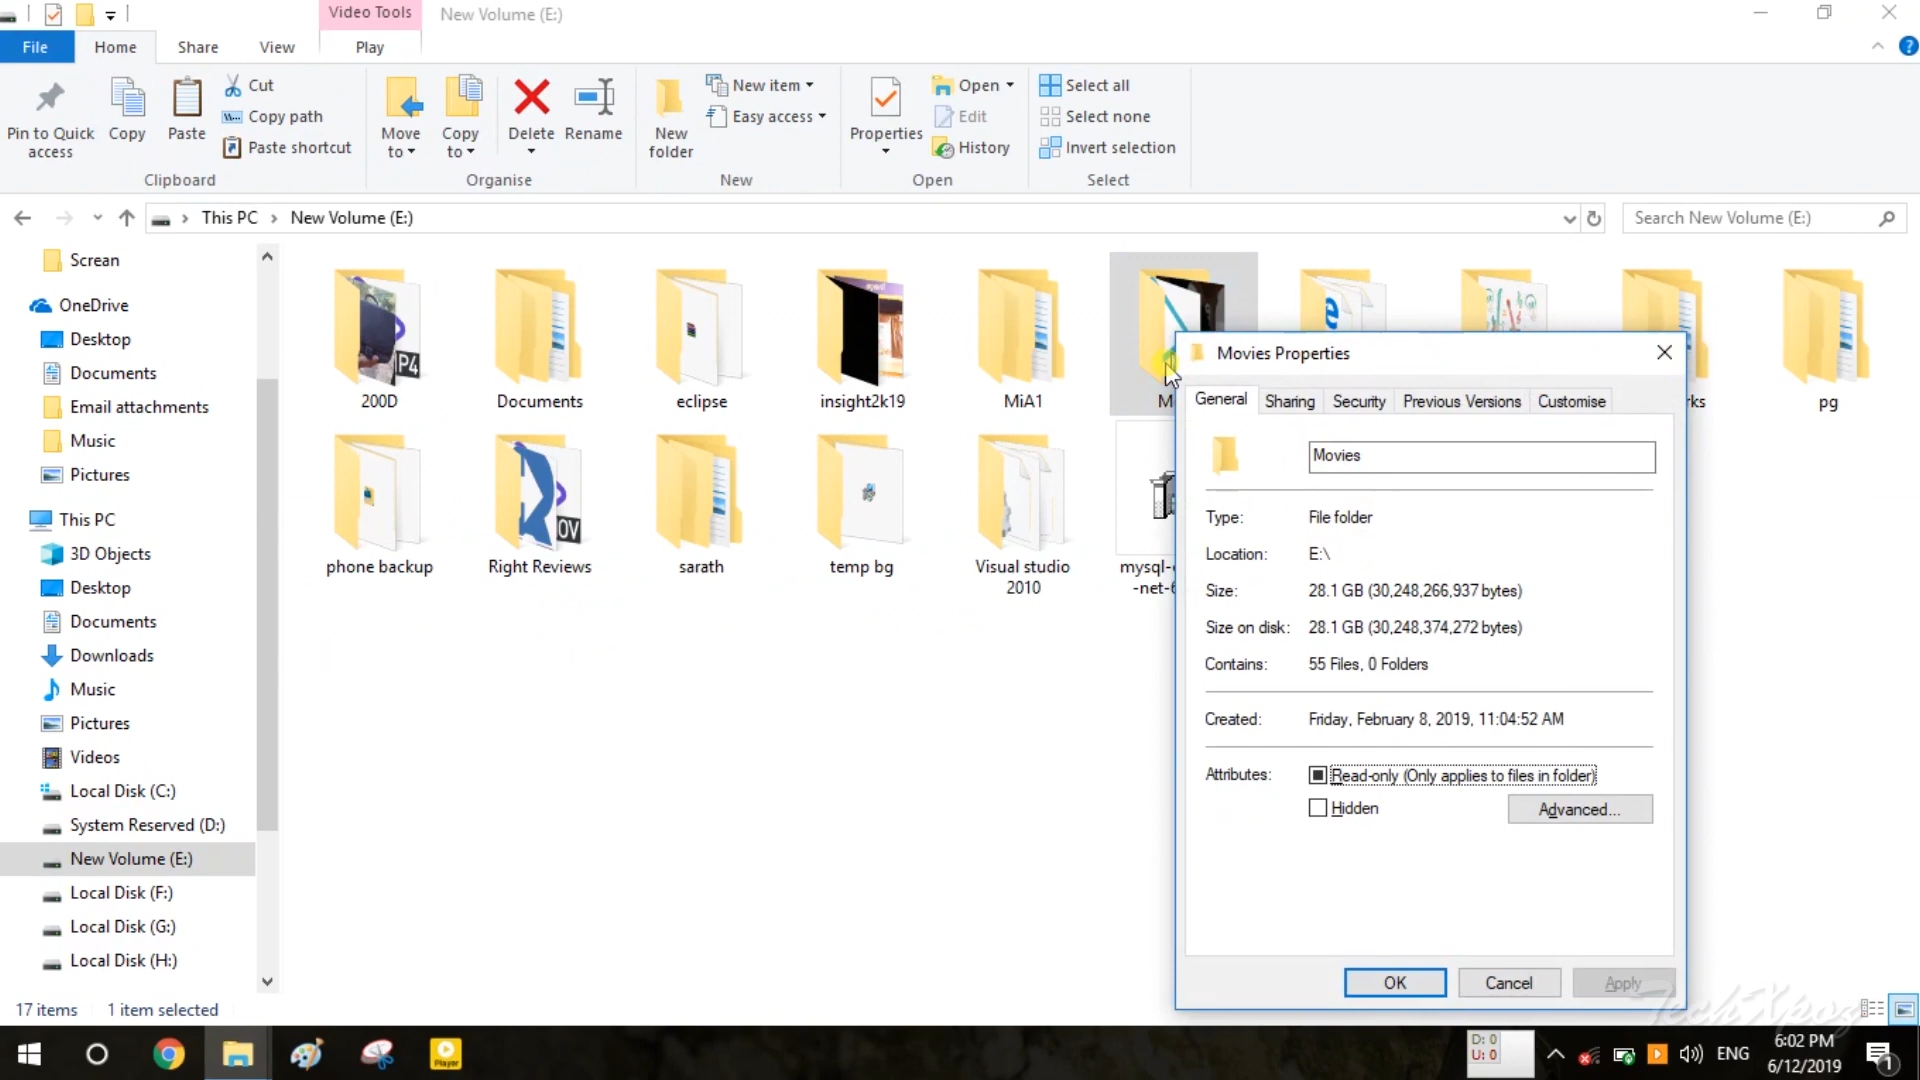 Video Tools
New Volume (E:)
File
Home
Share
View
Play
Pin to Quick access
Copy
Paste
Cut
Copy path
Paste shortcut
Clipboard
Move to
Copy to
Delete
Rename
Organise
New folder
New item
Easy access
New
Properties
Open
Edit
History
Open
Select all
Select none
Invert selection
Select
This PC
New Volume (E:)
Search New Volume (E:)
Screan
OneDrive
Desktop
Documents
Email attachments
Music
Pictures
This PC
3D Objects
Desktop
Documents
Downloads
Music
Pictures
Videos
Local Disk (C:)
System Reserved (D:)
New Volume (E:)
Local Disk (F:)
Local Disk (G:)
Local Disk (H:)
200D
Documents
eclipse
insight2k19
MiA1
pg
phone backup
Right Reviews
sarath
temp bg
Visual studio
2010
Movies Properties
General
Sharing
Security
Previous Versions
Customise
Movies
Type: File folder
Location: E:\
Size: 28.1 GB (30,248,266,937 bytes)
Size on disk: 28.1 GB (30,248,374,272 bytes)
Contains: 55 Files, 0 Folders
Created: Friday, February 8, 2019, 11:04:52 AM
Attributes: Read-only (Only applies to files in folder)
Hidden
Advanced...
OK
Cancel
Apply
17 items
1 item selected
Player
D: 0
U: 0
ENG
6:02 PM
6/12/2019
1